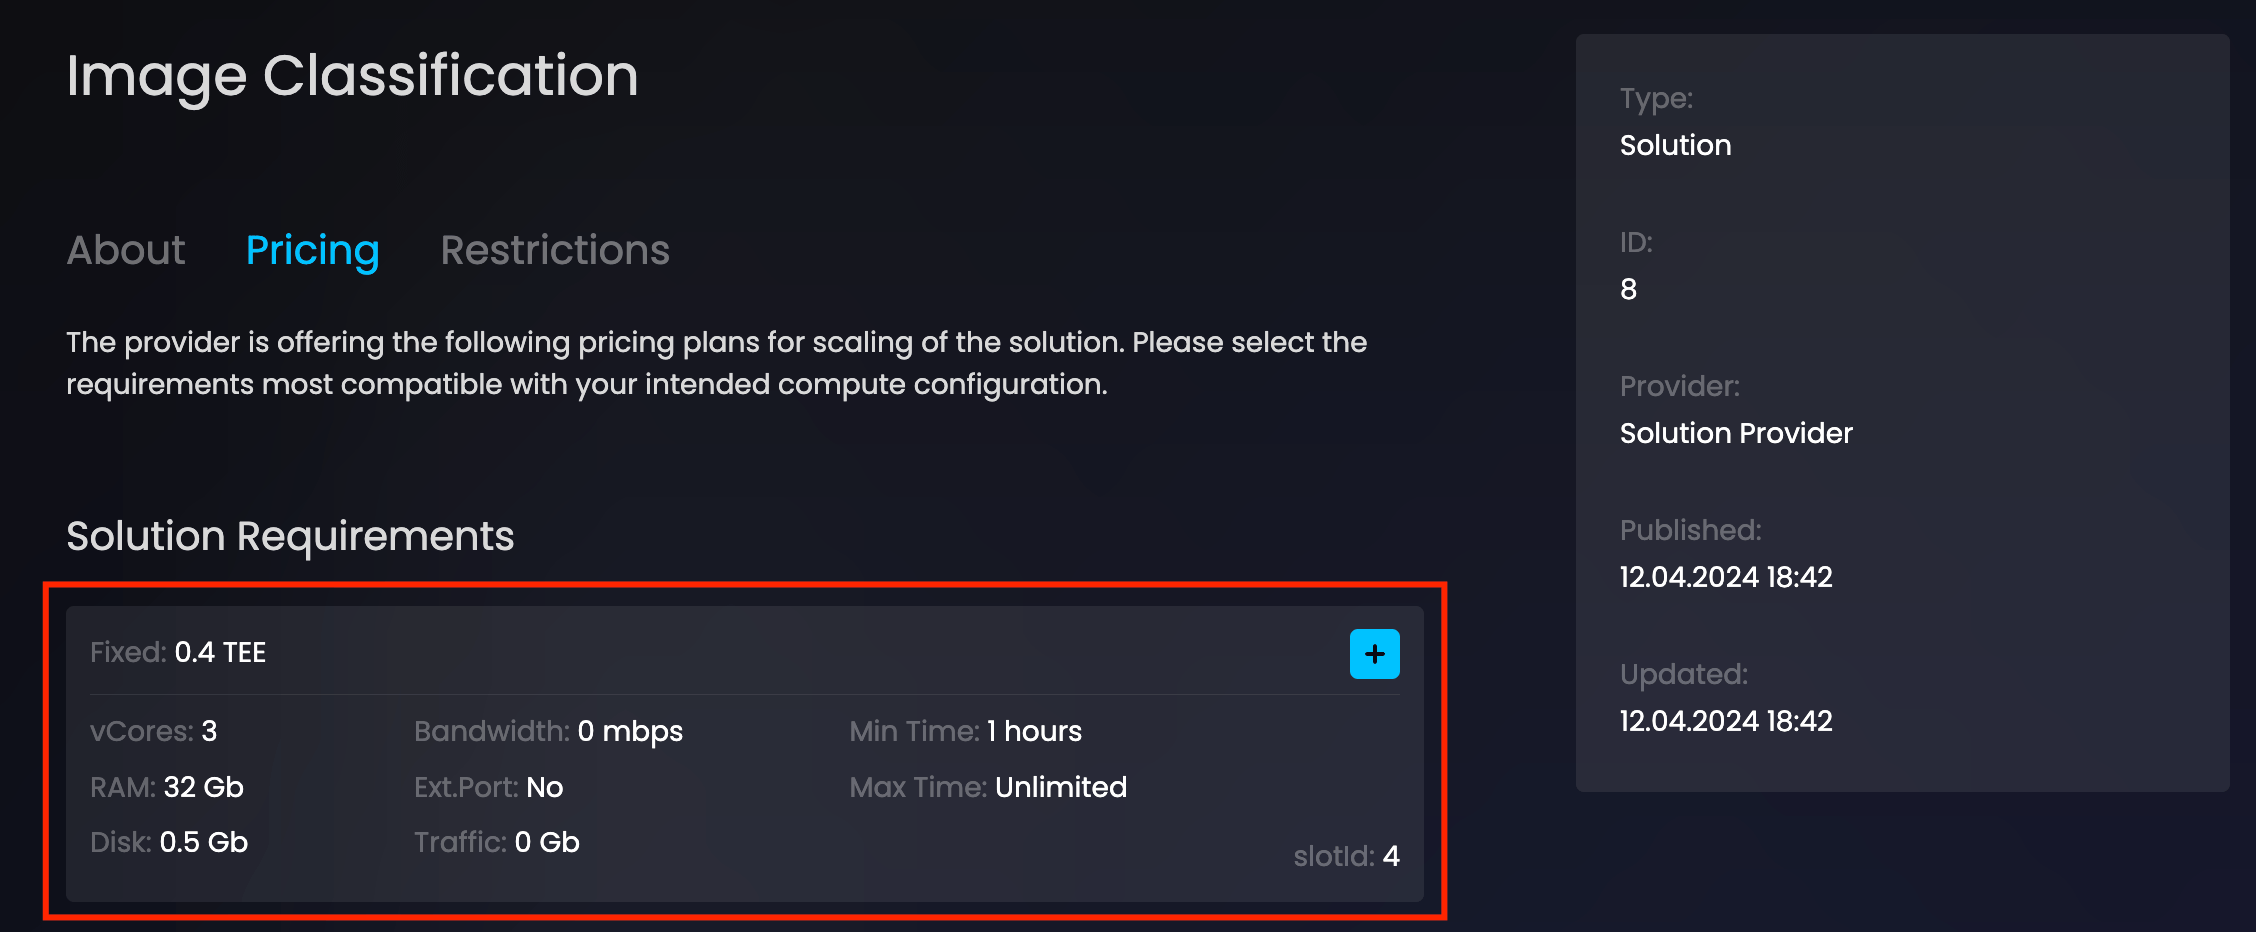 Image Classification
About Pricing Restrictions
The provider is offering the following pricing plans for scaling of the solution. Please select the
requirements most compatible with your intended compute configuration.
Solution Requirements
Fixed: 0.4 TEE
+
vCores: 3 Bandwidth: 0 mbps Min Time: 1 hours
RAM: 32 Gb Ext.Port: No Max Time: Unlimited
Disk: 0.5 Gb Traffic: 0 Gb
slotId: 4
Type:
Solution
ID:
8
Provider:
Solution Provider
Published:
12.04.2024 18:42
Updated:
12.04.2024 18:42